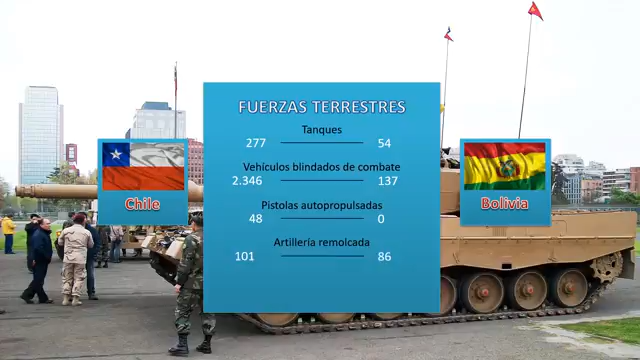 FUERZAS TERRESTRES
Tanques
277 54
Vehículos blindados de combate
2.346 137
Pistolas autopropulsadas
48 0
Artillería remolcada
101 86
Chile
Bolivia